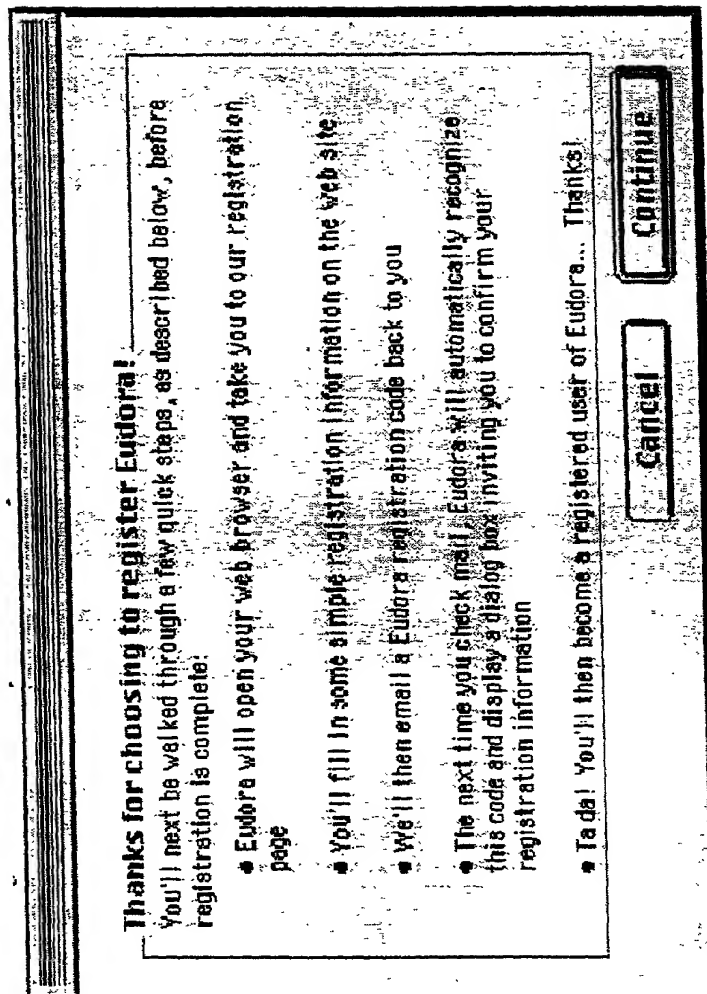 Thanks for choosing to register Eudora!
You'll next be walked through a few quick steps, as described below, before
registration is complete:
• Eudora will open your web browser and take you to our registration
page
• You'll fill in some simple registration information on the web site
• We'll then email a Eudora registration code back to you
• The next time you check mail, Eudora will automatically recognize
this code and display a dialog box inviting you to confirm your
registration information
• Tada! You'll then become a registered user of Eudora... Thanks!
Cancel
Continue